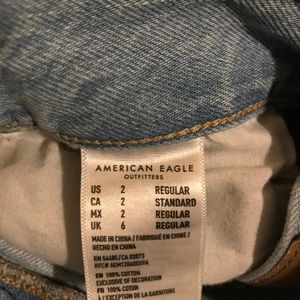 AMERICAN EAGLE
OUTFITTERS
US 2 REGULAR
CA 2 STANDARD
MX 2 REGULAR
UK 6 REGULAR
MADE IN CHINA / FABRIQUÉ EN CHINE /
HECHO EN CHINA
RN 54485 / CA 03873
EN 100% COTTON
EXCLUSIVE OF DECORATION
FR 100% COTON
À L'EXCEPTION DE LA GARNITURE